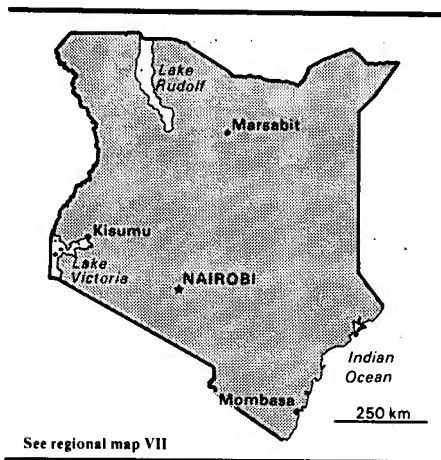 Lake
Rudolf
Marsabit
Kisumu
Lake
Victoria
NAIROBI
Indian
Ocean
Mombasa
250 km
See regional map VII